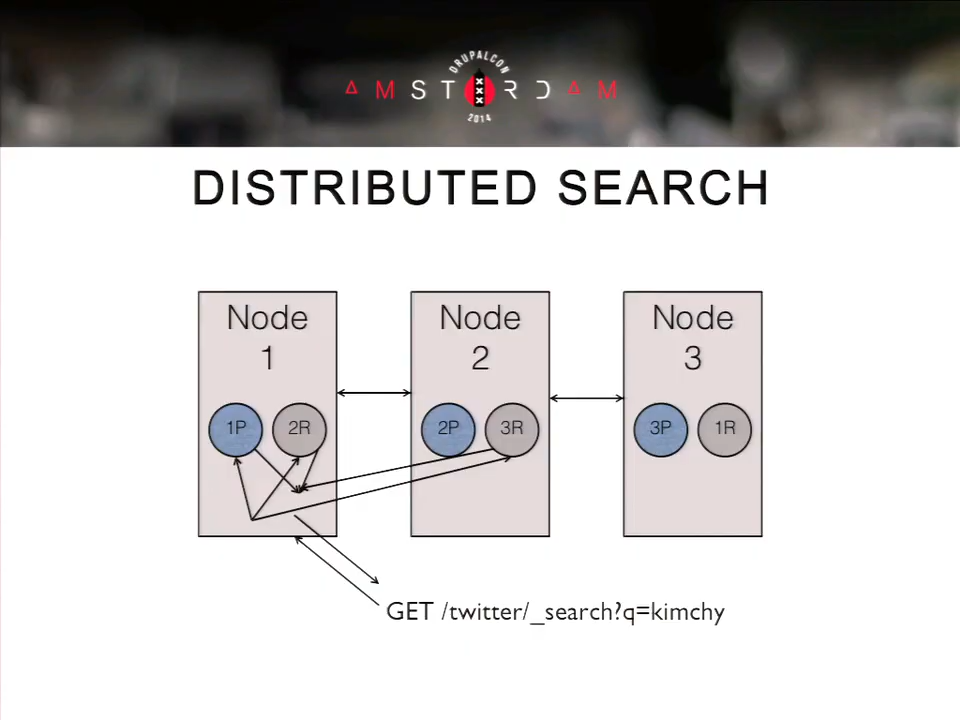 DRUPALCON
AMSTERDAM
2014
DISTRIBUTED SEARCH
Node
1
Node
2
Node
3
1P
2R
2P
3R
3P
1R
GET /twitter/_search?q=kimchy